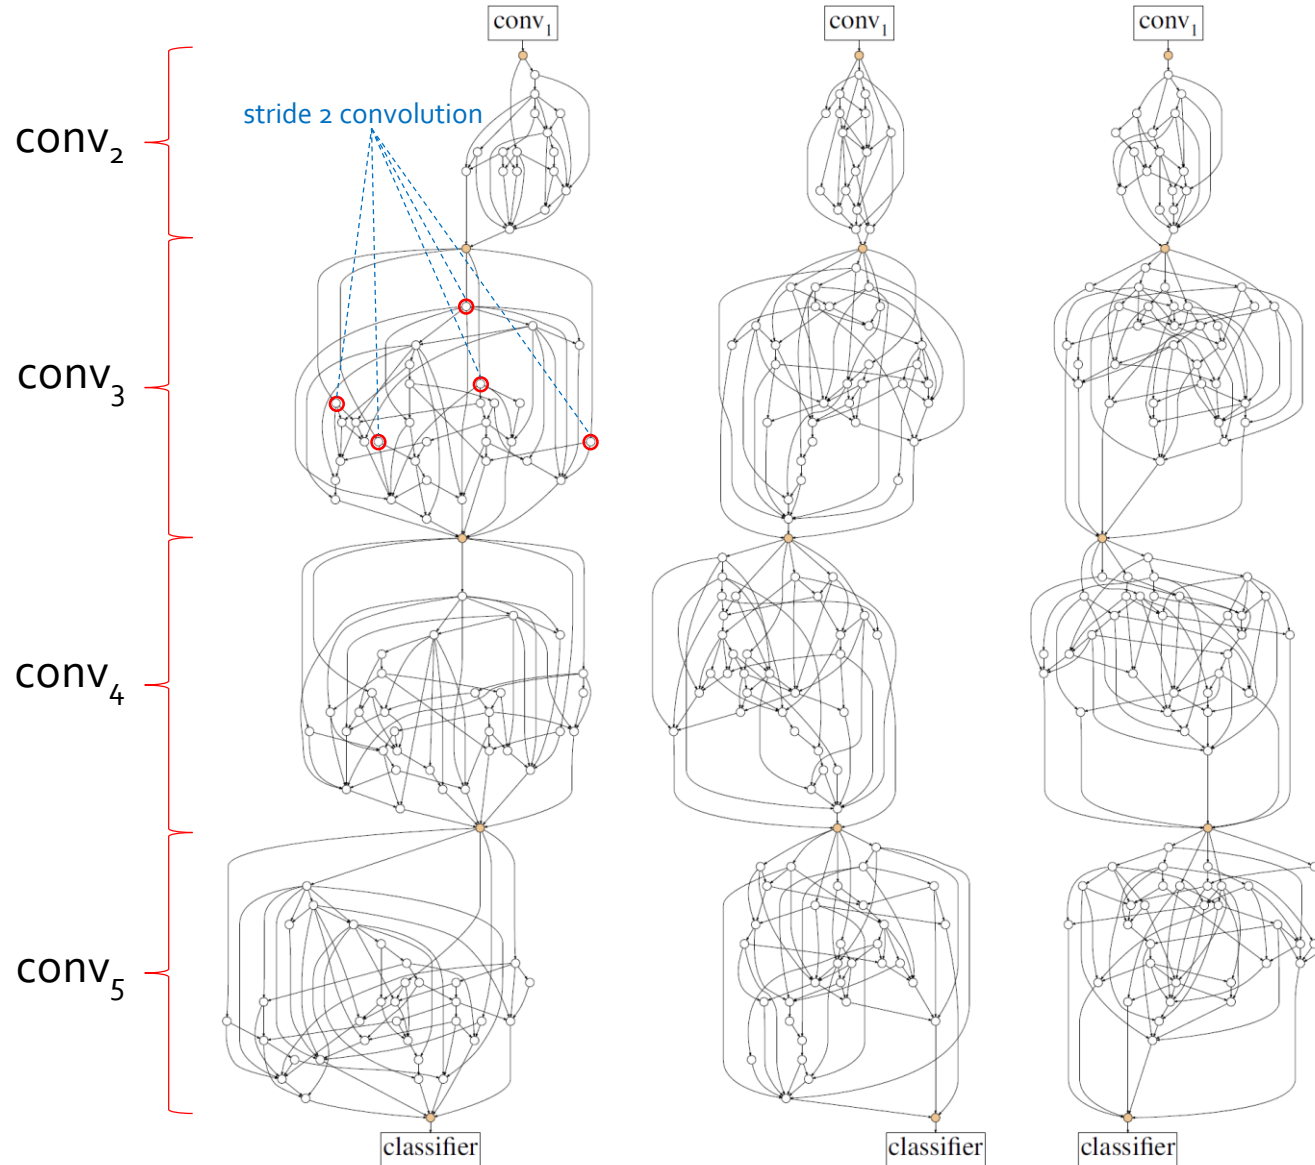 conv₁ conv₁ conv₁
stride 2 convolution
conv₂
conv₃
conv₄
conv₅
classifier classifier classifier